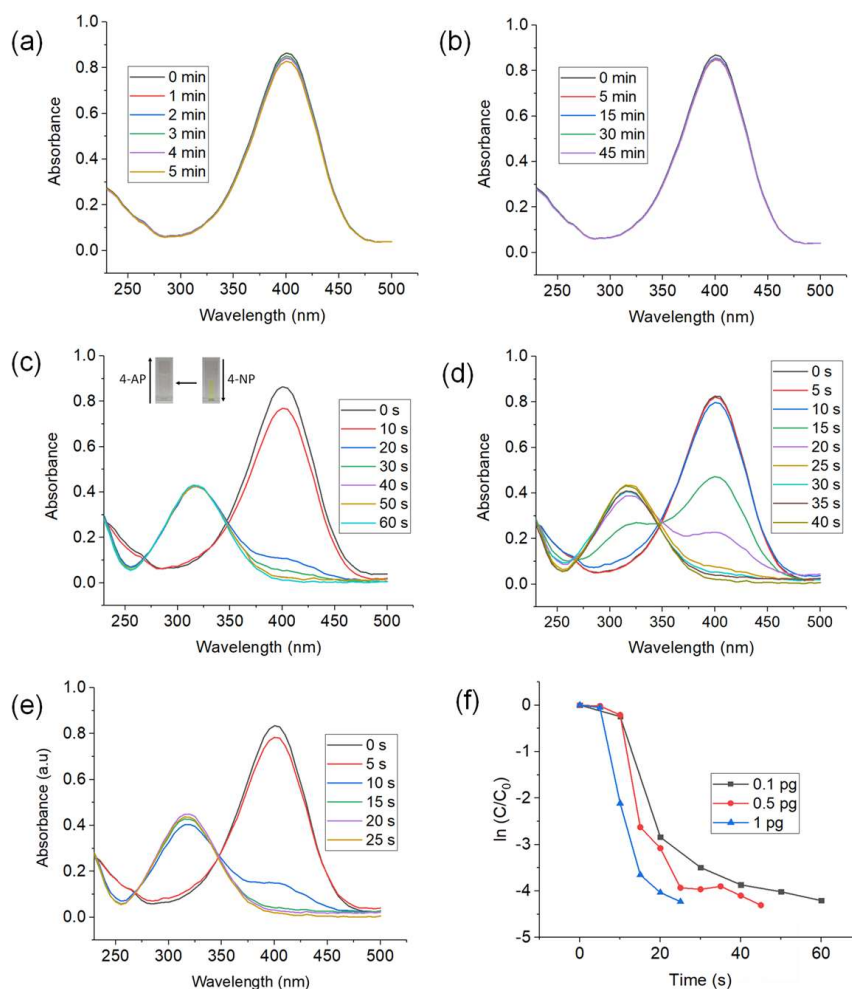 (a)
1.0
0.8
0.6
0.4
0.2
0.0
Absorbance
0 min
1 min
2 min
3 min
4 min
5 min
250 300 350 400 450 500
Wavelength (nm)
(b)
1.0
0.8
0.6
0.4
0.2
0.0
Absorbance
0 min
5 min
15 min
30 min
45 min
250 300 350 400 450 500
Wavelength (nm)
(c)
1.0
0.8
0.6
0.4
0.2
0.0
Absorbance
4-AP
4-NP
0 s
10 s
20 s
30 s
40 s
50 s
60 s
250 300 350 400 450 500
Wavelength (nm)
(d)
1.0
0.8
0.6
0.4
0.2
0.0
Absorbance
0 s
5 s
10 s
15 s
20 s
25 s
30 s
35 s
40 s
250 300 350 400 450 500
Wavelength (nm)
(e)
1.0
0.8
0.6
0.4
0.2
0.0
Absorbance (a.u)
0 s
5 s
10 s
15 s
20 s
25 s
250 300 350 400 450 500
Wavelength (nm)
(f)
0
-1
-2
-3
-4
-5
ln (C/C₀)
0.1 pg
0.5 pg
1 pg
0 20 40 60
Time (s)